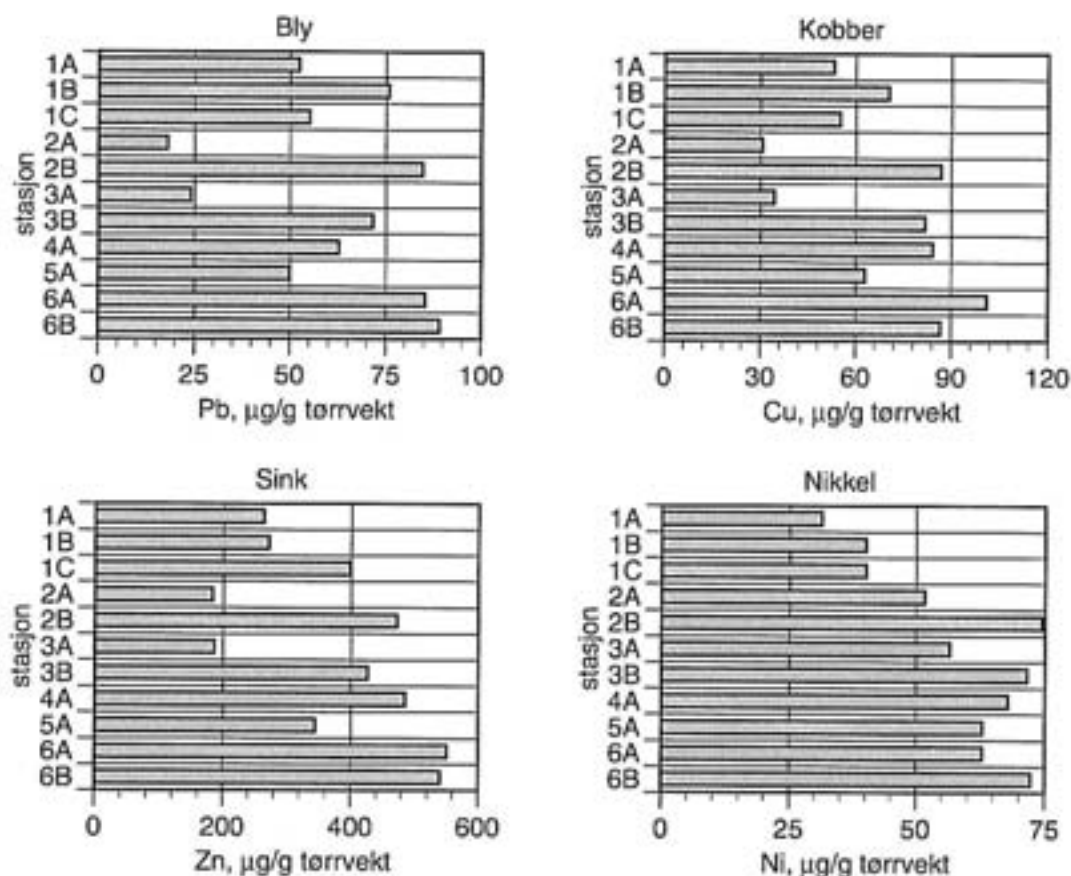 Bly
stasjon
1A
1B
1C
2A
2B
3A
3B
4A
5A
6A
6B
0 25 50 75 100
Pb, µg/g tørrvekt
Kobber
stasjon
1A
1B
1C
2A
2B
3A
3B
4A
5A
6A
6B
0 30 60 90 120
Cu, µg/g tørrvekt
Sink
stasjon
1A
1B
1C
2A
2B
3A
3B
4A
5A
6A
6B
0 200 400 600
Zn, µg/g tørrvekt
Nikkel
stasjon
1A
1B
1C
2A
2B
3A
3B
4A
5A
6A
6B
0 25 50 75
Ni, µg/g tørrvekt